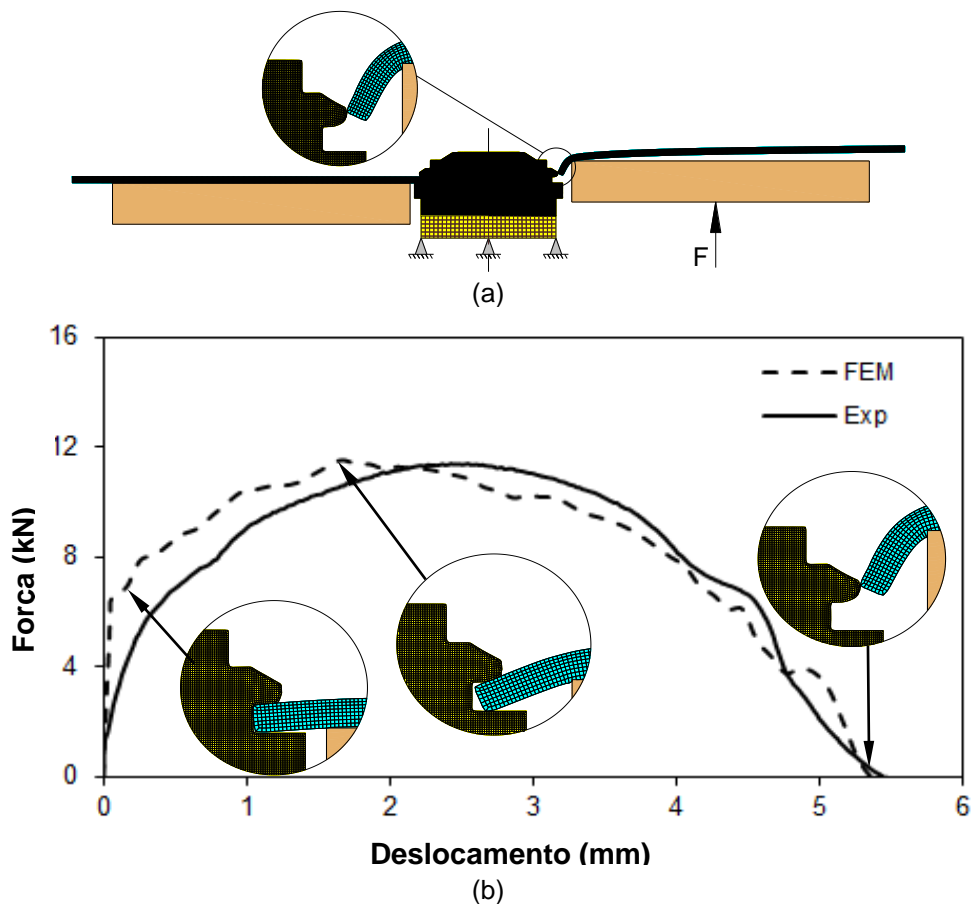 F
(a)
16
12
8
4
0
FEM
Exp
Forca (kN)
0 1 2 3 4 5 6
Deslocamento (mm)
(b)